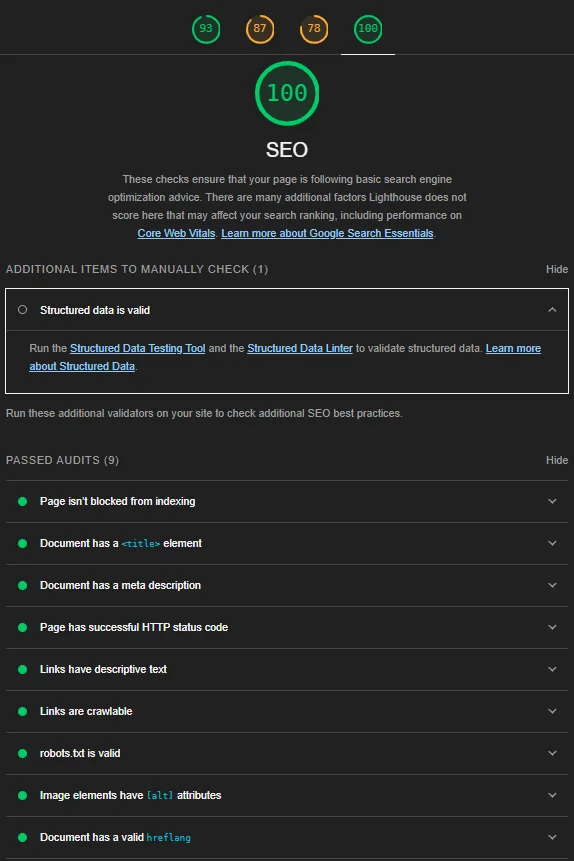 93 87 78 100
100
SEO
These checks ensure that your page is following basic search engine
optimization advice. There are many additional factors Lighthouse does not
score here that may affect your search ranking, including performance on
Core Web Vitals. Learn more about Google Search Essentials.
ADDITIONAL ITEMS TO MANUALLY CHECK (1) Hide
Structured data is valid
Run the Structured Data Testing Tool and the Structured Data Linter to validate structured data. Learn more
about Structured Data.
Run these additional validators on your site to check additional SEO best practices.
PASSED AUDITS (9) Hide
Page isn't blocked from indexing
Document has a <title> element
Document has a meta description
Page has successful HTTP status code
Links have descriptive text
Links are crawlable
robots.txt is valid
Image elements have [alt] attributes
Document has a valid hreflang